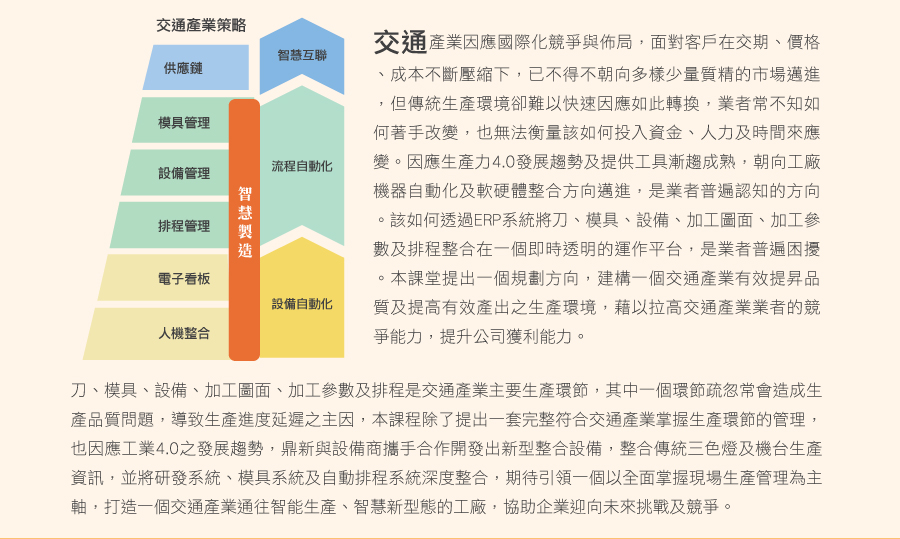 交通產業策略
供應鏈
模具管理
設備管理
排程管理
電子看板
人機整合
智慧製造
智慧互聯
流程自動化
設備自動化
交通產業因應國際化競爭與佈局，面對客戶在交期、價格
、成本不斷壓縮下，已不得不朝向多樣少量質精的市場邁進
，但傳統生產環境卻難以快速因應如此轉換，業者常不知如
何著手改變，也無法衡量該如何投入資金、人力及時間來應
變。因應生產力4.0發展趨勢及提供工具漸趨成熟，朝向工廠
機器自動化及軟硬體整合方向邁進，是業者普遍認知的方向
。該如何透過ERP系統將刀、模具、設備、加工圖面、加工參
數及排程整合在一個即時透明的運作平台，是業者普遍困擾
。本課堂提出一個規劃方向，建構一個交通產業有效提昇品
質及提高有效產出之生產環境，藉以拉高交通產業業者的競
爭能力，提升公司獲利能力。
刀、模具、設備、加工圖面、加工參數及排程是交通產業主要生產環節，其中一個環節疏忽常會造成生
產品質問題，導致生產進度延遲之主因，本課程除了提出一套完整符合交通產業掌握生產環節的管理，
也因應工業4.0之發展趨勢，鼎新與設備商攜手合作開發出新型整合設備，整合傳統三色燈及機台生產
資訊，並將研發系統、模具系統及自動排程系統深度整合，期待引領一個以全面掌握現場生產管理為主
軸，打造一個交通產業通往智能生產、智慧新型態的工廠，協助企業迎向未來挑戰及競爭。